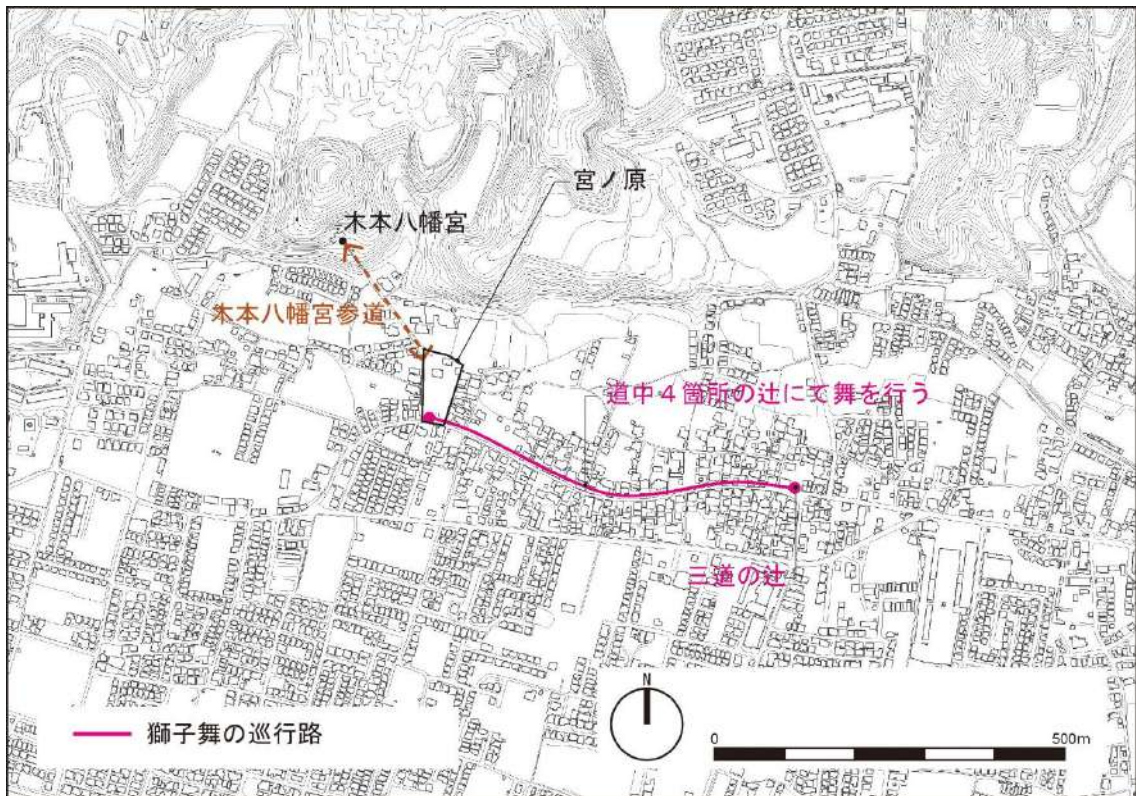 宮ノ原
木本八幡宮
木本八幡宮参道
道中４箇所の辻にて舞を行う
三道の辻
N
獅子舞の巡行路
0
500m